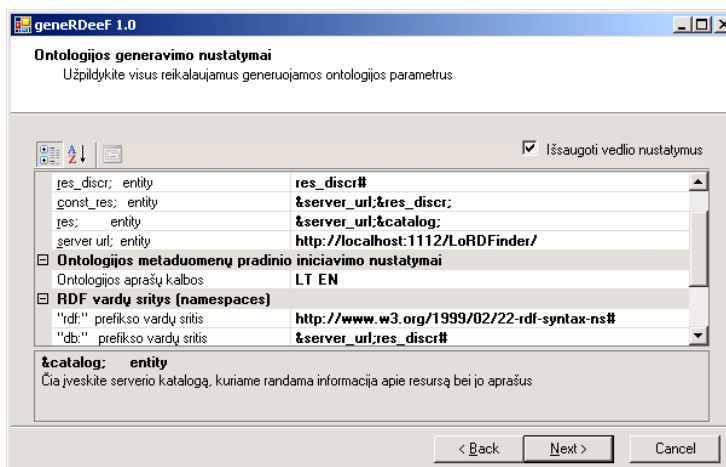 geneRDeeF 1.0
Ontologijos generavimo nustatymai
Užpildykite visus reikalaujamus generuojamos ontologijos parametrus
Išsaugoti vedlio nustatymus
res_discr; entity res_discr#
const_res; entity &server_url;&res_discr;
res; entity &server_url;&catalog;
server url; entity http://localhost:1112/LoRDFinder/
Ontologijos metaduomenų pradinio iniciavimo nustatymai
Ontologijos aprašų kalbos LT EN
RDF vardų sritys (namespaces)
"rdf:" prefikso vardų sritis http://www.w3.org/1999/02/22-rdf-syntax-ns#
"db:" prefikso vardų sritis &server_url;res_discr#
&catalog; entity
Čia įveskite serverio katalogą, kuriame randama informacija apie resursą bei jo aprašus
< Back Next > Cancel